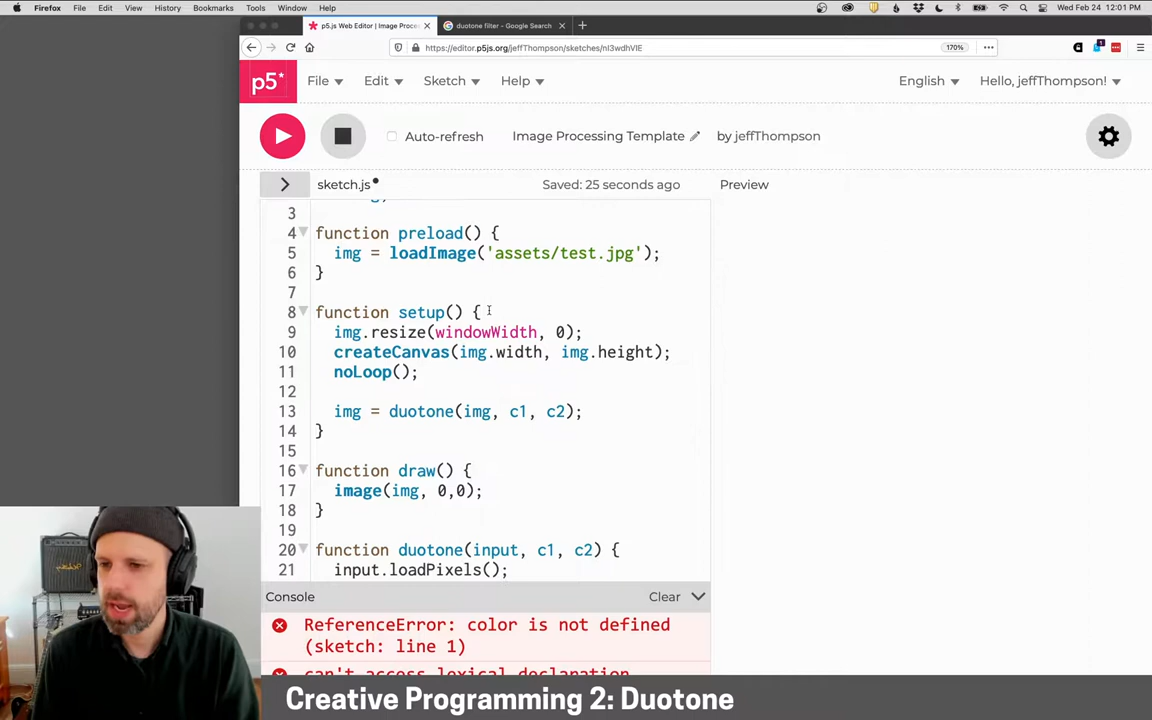 Firefox File Edit View History Bookmarks Tools Window Help
Wed Feb 24 12:01 PM
p5.js Web Editor | Image Proce
duotone filter - Google Search
https://editor.p5js.org/jeffThompson/sketches/nI3wdhVIE
170%
p5* File Edit Sketch Help
English Hello, jeffThompson!
Auto-refresh Image Processing Template by jeffThompson
sketch.js Saved: 25 seconds ago Preview
3
4 function preload() {
5 img = loadImage('assets/test.jpg');
6 }
7
8 function setup() {
9 img.resize(windowWidth, 0);
10 createCanvas(img.width, img.height);
11 noLoop();
12
13 img = duotone(img, c1, c2);
14 }
15
16 function draw() {
17 image(img, 0,0);
18 }
19
20 function duotone(input, c1, c2) {
21 input.loadPixels();
Console Clear
ReferenceError: color is not defined
(sketch: line 1)
can't access lexical declaration
Creative Programming 2: Duotone